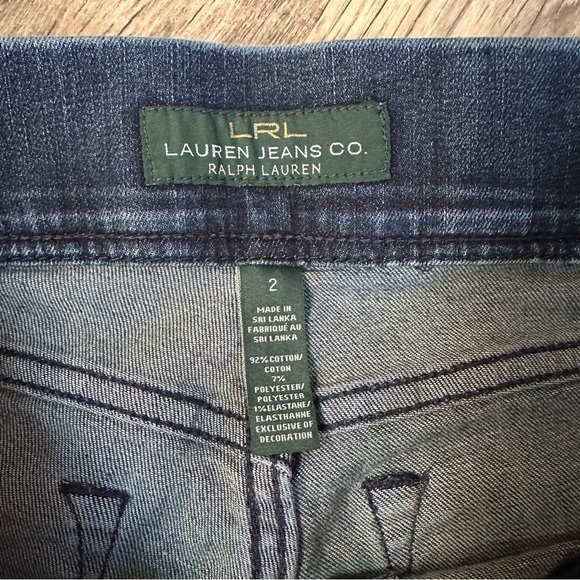 LRL
LAUREN JEANS CO.
RALPH LAUREN
2
MADE IN
SRI LANKA
FABRIQUÉ AU
SRI LANKA
92% COTTON/
COTON
7%
POLYESTER/
POLYESTER
1% ELASTANE/
ELASTHANNE
EXCLUSIVE OF
DECORATION